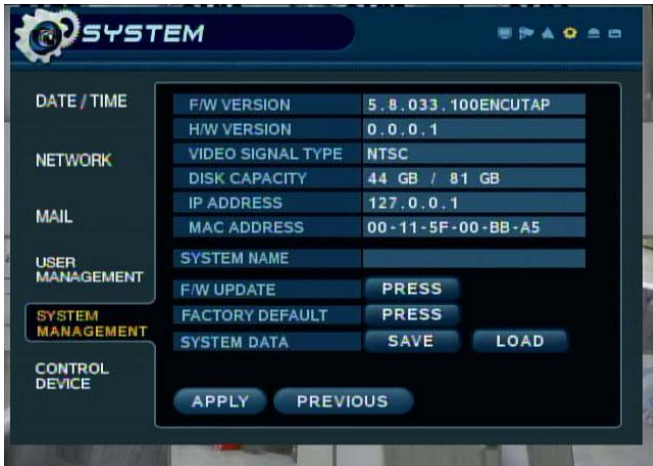 SYSTEM
DATE / TIME
NETWORK
MAIL
USER
MANAGEMENT
SYSTEM
MANAGEMENT
CONTROL
DEVICE
F/W VERSION 5.8.033.100ENCUTAP
H/W VERSION 0.0.0.1
VIDEO SIGNAL TYPE NTSC
DISK CAPACITY 44 GB / 81 GB
IP ADDRESS 127.0.0.1
MAC ADDRESS 00-11-5F-00-BB-A5
SYSTEM NAME
F/W UPDATE PRESS
FACTORY DEFAULT PRESS
SYSTEM DATA SAVE LOAD
APPLY PREVIOUS